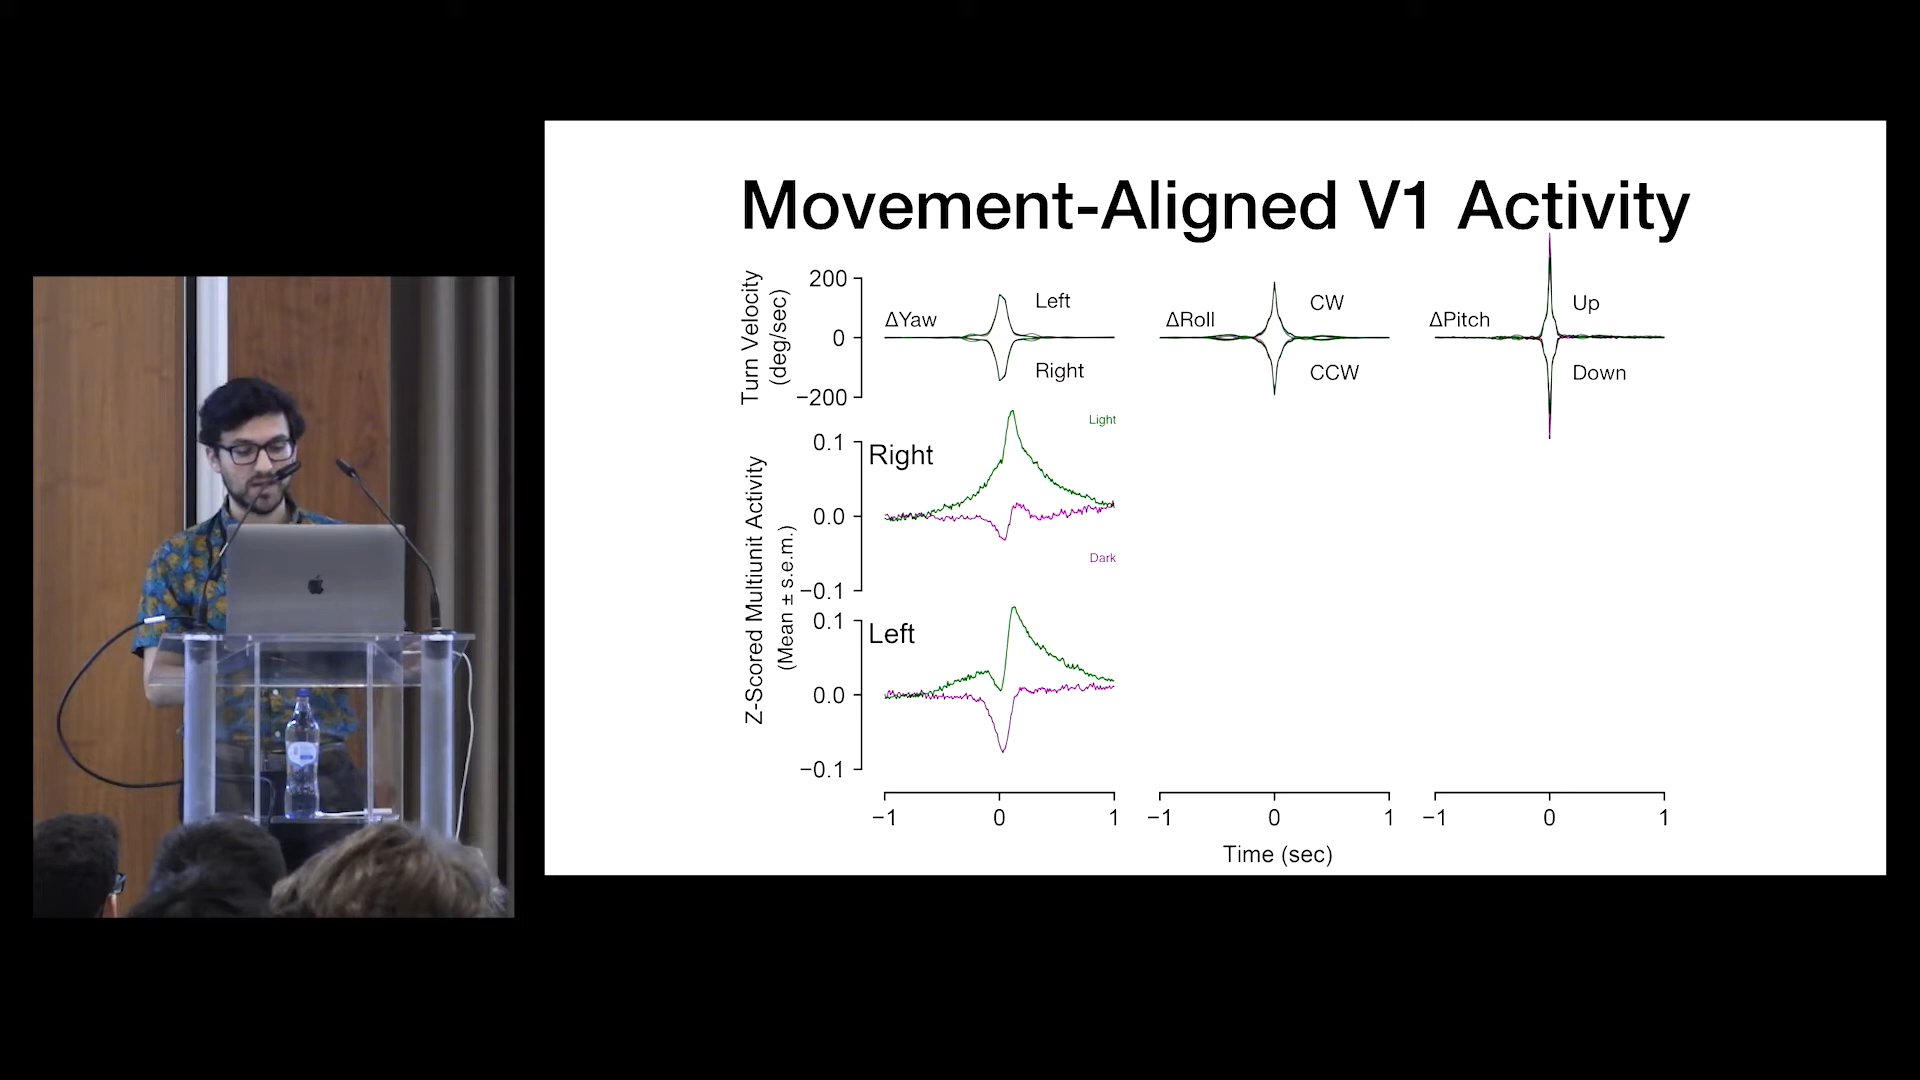 Movement-Aligned V1 Activity
Turn Velocity
(deg/sec)
200
0
−200
ΔYaw
Left
Right
ΔRoll
CW
CCW
ΔPitch
Up
Down
Z-Scored Multiunit Activity
(Mean ± s.e.m.)
0.1
0.0
−0.1
Right
Light
Dark
0.1
0.0
−0.1
Left
−1 0 1
−1 0 1
−1 0 1
Time (sec)